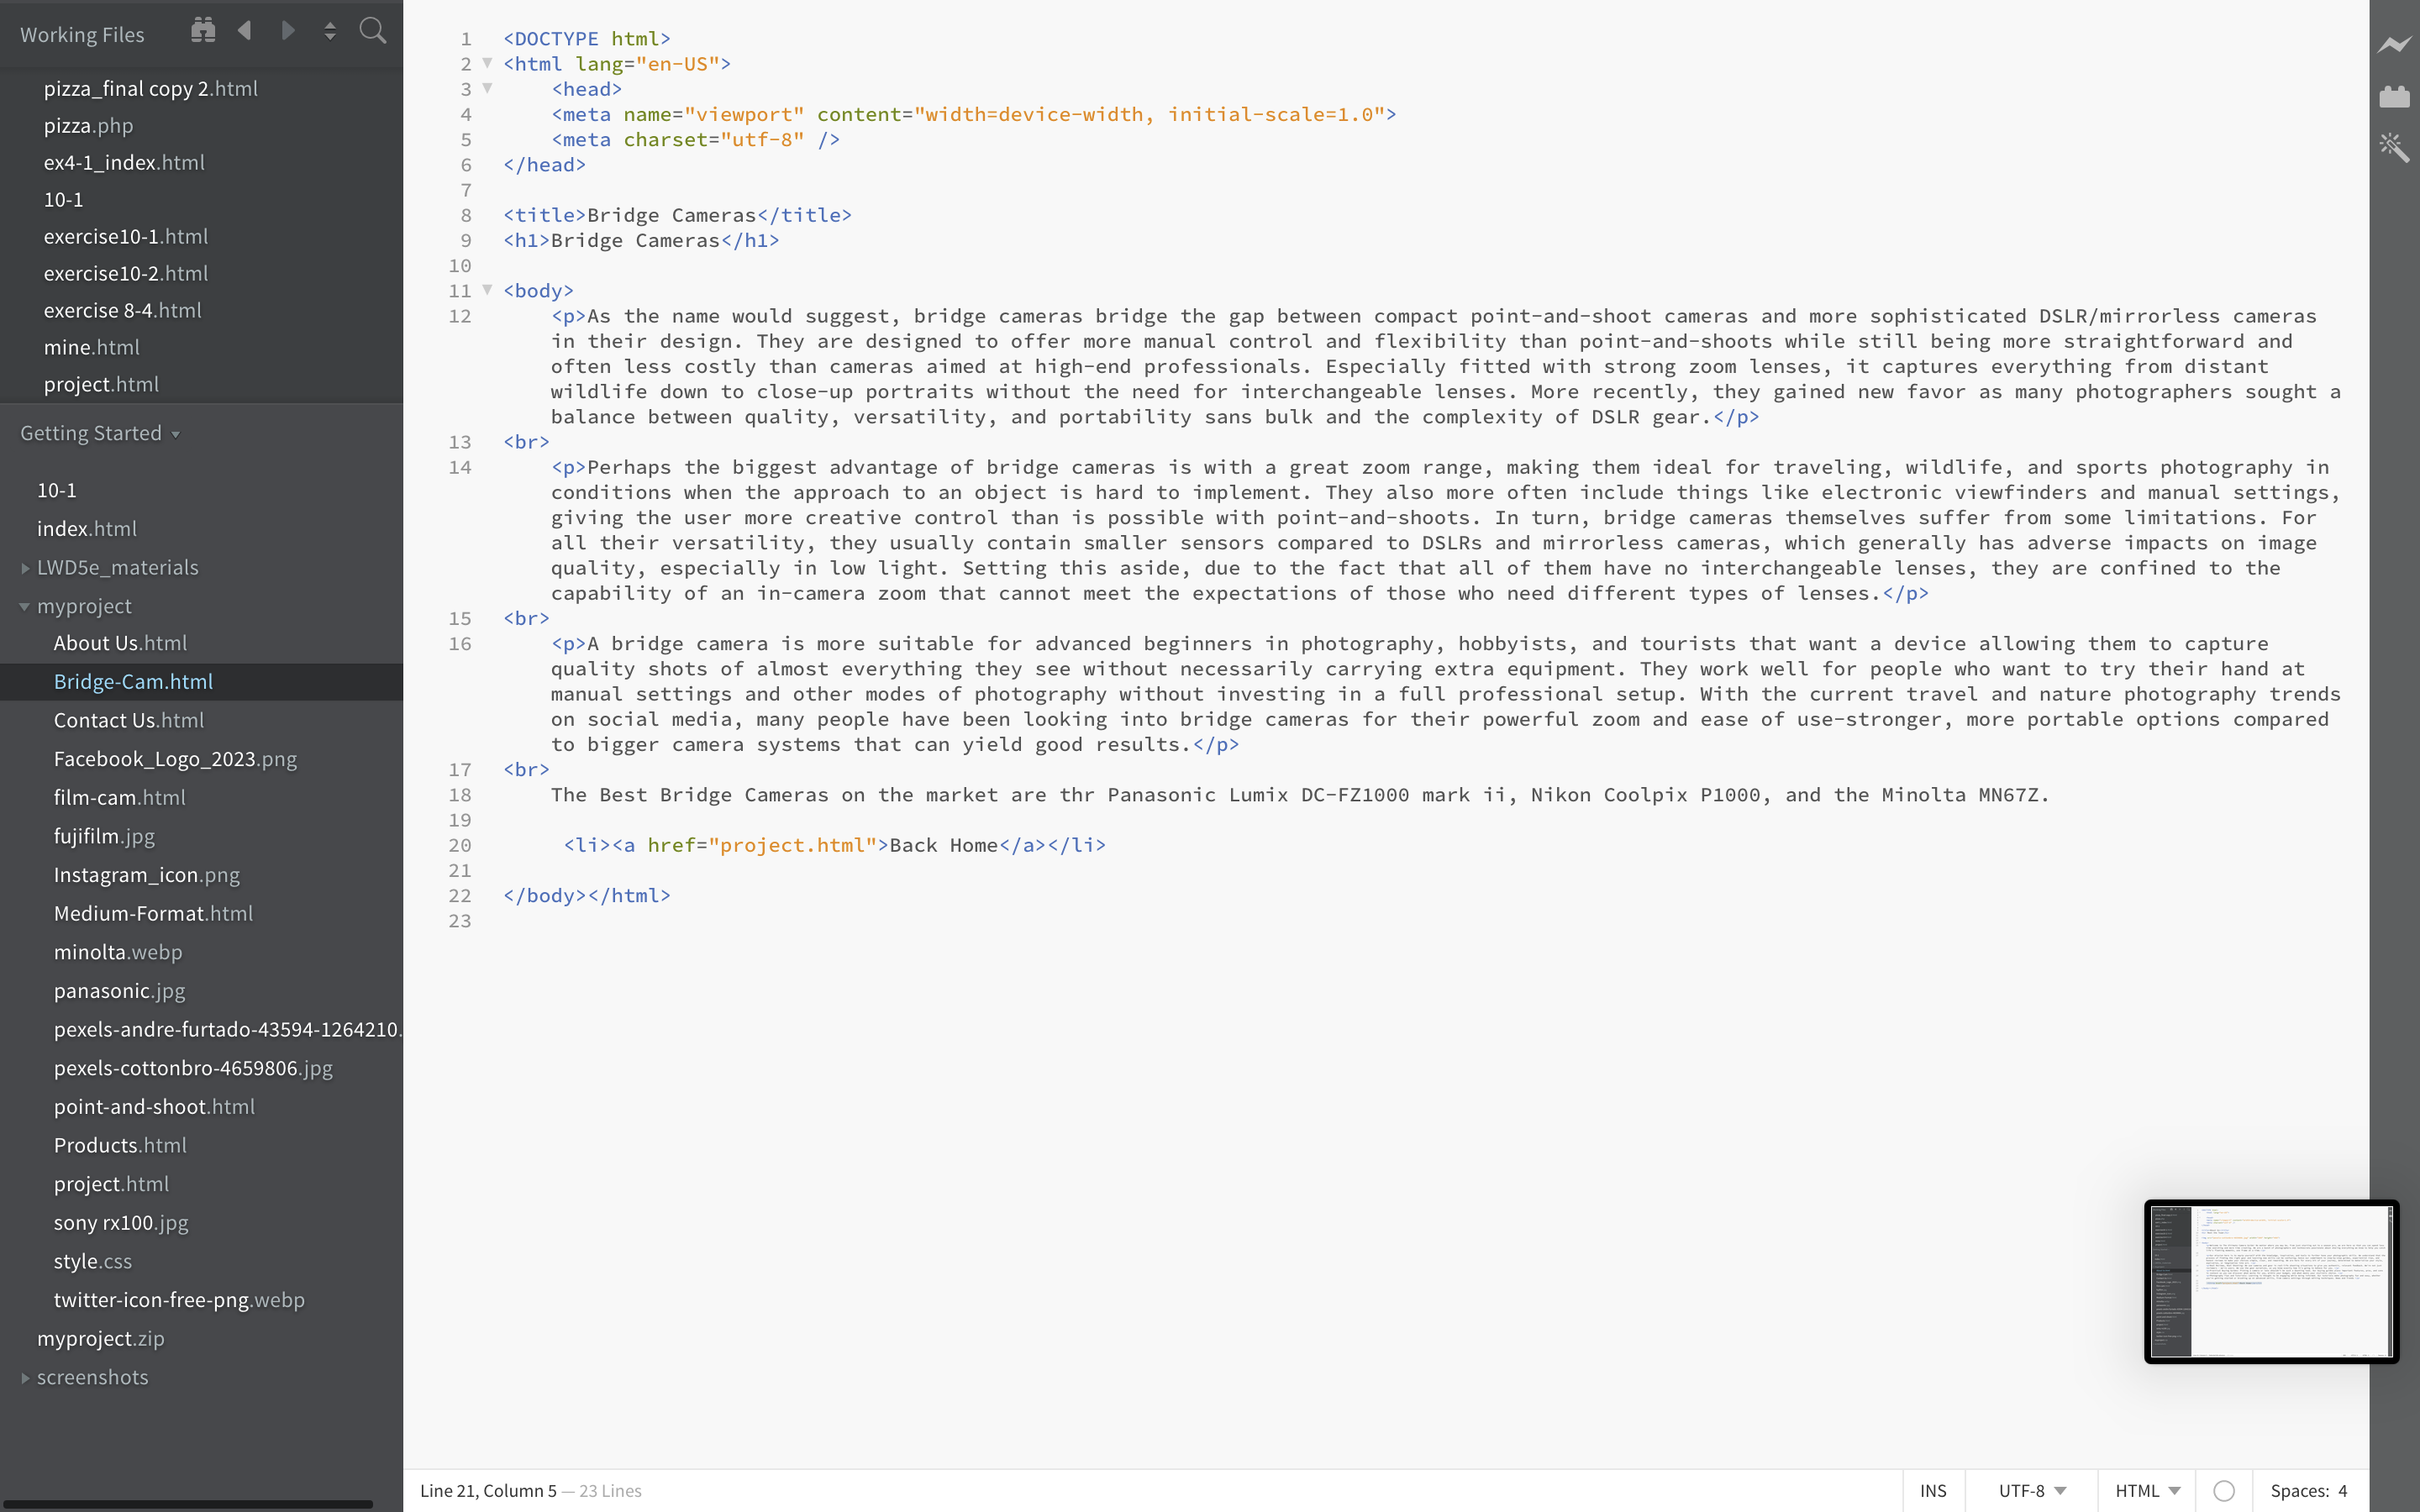 Working Files
pizza_final copy 2.html
pizza.php
ex4-1_index.html
10-1
exercise10-1.html
exercise10-2.html
exercise 8-4.html
mine.html
project.html
Getting Started
10-1
index.html
LWD5e_materials
myproject
About Us.html
Bridge-Cam.html
Contact Us.html
Facebook_Logo_2023.png
film-cam.html
fujifilm.jpg
Instagram_icon.png
Medium-Format.html
minolta.webp
panasonic.jpg
pexels-andre-furtado-43594-1264210.
pexels-cottonbro-4659806.jpg
point-and-shoot.html
Products.html
project.html
sony rx100.jpg
style.css
twitter-icon-free-png.webp
myproject.zip
screenshots
1 <DOCTYPE html>
2 <html lang="en-US">
3 <head>
4 <meta name="viewport" content="width=device-width, initial-scale=1.0">
5 <meta charset="utf-8" />
6 </head>
7
8 <title>Bridge Cameras</title>
9 <h1>Bridge Cameras</h1>
10
11 <body>
12 <p>As the name would suggest, bridge cameras bridge the gap between compact point-and-shoot cameras and more sophisticated DSLR/mirrorless cameras
in their design. They are designed to offer more manual control and flexibility than point-and-shoots while still being more straightforward and
often less costly than cameras aimed at high-end professionals. Especially fitted with strong zoom lenses, it captures everything from distant
wildlife down to close-up portraits without the need for interchangeable lenses. More recently, they gained new favor as many photographers sought a
balance between quality, versatility, and portability sans bulk and the complexity of DSLR gear.</p>
13 <br>
14 <p>Perhaps the biggest advantage of bridge cameras is with a great zoom range, making them ideal for traveling, wildlife, and sports photography in
conditions when the approach to an object is hard to implement. They also more often include things like electronic viewfinders and manual settings,
giving the user more creative control than is possible with point-and-shoots. In turn, bridge cameras themselves suffer from some limitations. For
all their versatility, they usually contain smaller sensors compared to DSLRs and mirrorless cameras, which generally has adverse impacts on image
quality, especially in low light. Setting this aside, due to the fact that all of them have no interchangeable lenses, they are confined to the
capability of an in-camera zoom that cannot meet the expectations of those who need different types of lenses.</p>
15 <br>
16 <p>A bridge camera is more suitable for advanced beginners in photography, hobbyists, and tourists that want a device allowing them to capture
quality shots of almost everything they see without necessarily carrying extra equipment. They work well for people who want to try their hand at
manual settings and other modes of photography without investing in a full professional setup. With the current travel and nature photography trends
on social media, many people have been looking into bridge cameras for their powerful zoom and ease of use-stronger, more portable options compared
to bigger camera systems that can yield good results.</p>
17 <br>
18 The Best Bridge Cameras on the market are thr Panasonic Lumix DC-FZ1000 mark ii, Nikon Coolpix P1000, and the Minolta MN67Z.
19
20 <li><a href="project.html">Back Home</a></li>
21
22 </body></html>
23
Line 21, Column 5 — 23 Lines
INS UTF-8 HTML Spaces: 4